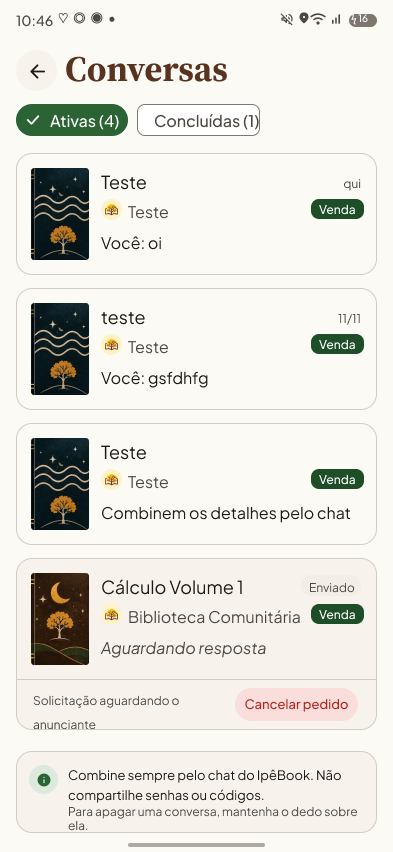 10:46 16
Conversas
Ativas (4) Concluídas (1)
Teste qui
Teste Venda
Você: oi
teste 11/11
Teste Venda
Você: gsfdhfg
Teste
Teste Venda
Combinem os detalhes pelo chat
Cálculo Volume 1 Enviado
Biblioteca Comunitária Venda
Aguardando resposta
Solicitação aguardando o
anunciante
Cancelar pedido
Combine sempre pelo chat do IpêBook. Não
compartilhe senhas ou códigos.
Para apagar uma conversa, mantenha o dedo sobre
ela.